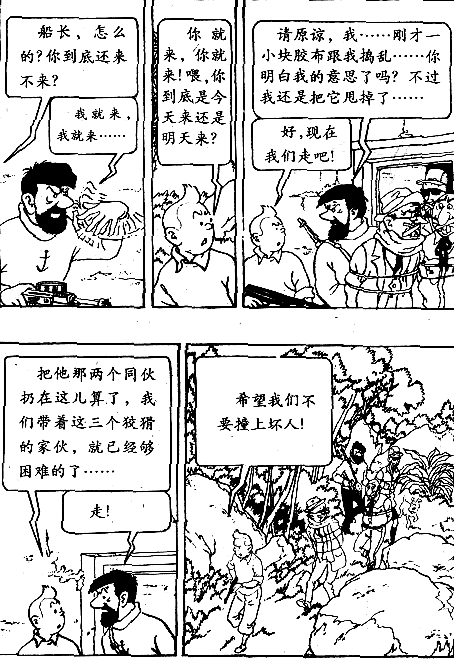 船长，怎么
的？你到底还来
不来？
我就来，
我就来……
你就
来，你就
来！喂，你
到底是今
天来还是
明天来？
请原谅，我……刚才一
小块胶布跟我捣乱……你
明白我的意思了吗？不过
我还是把它甩掉了……
好，现在
我们走吧！
把他那两个同伙
扔在这儿算了，我
们带着这三个狡猾
的家伙，就已经够
困难的了……
走！
希望我们不
要撞上坏人！